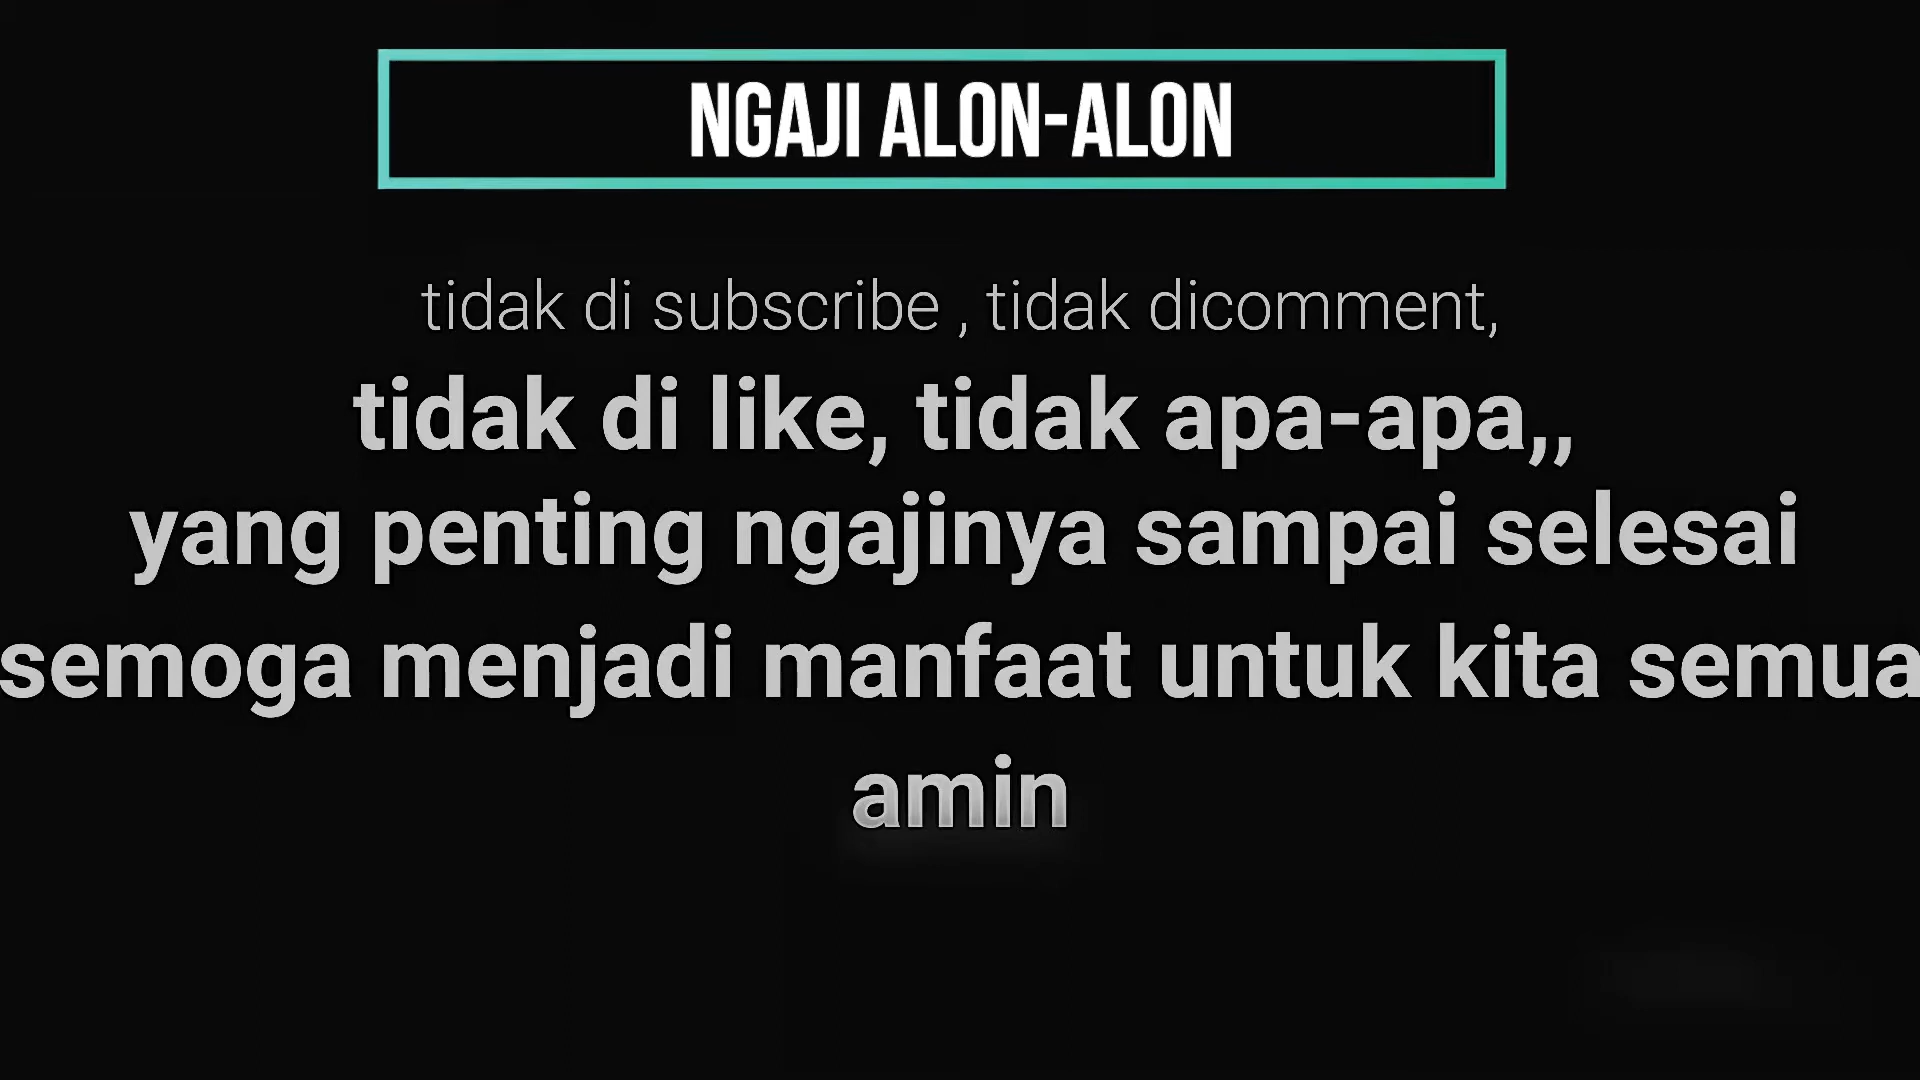 NGAJI ALON-ALON
tidak di subscribe , tidak dicomment,
tidak di like, tidak apa-apa,,
yang penting ngajinya sampai selesai
semoga menjadi manfaat untuk kita semua
amin